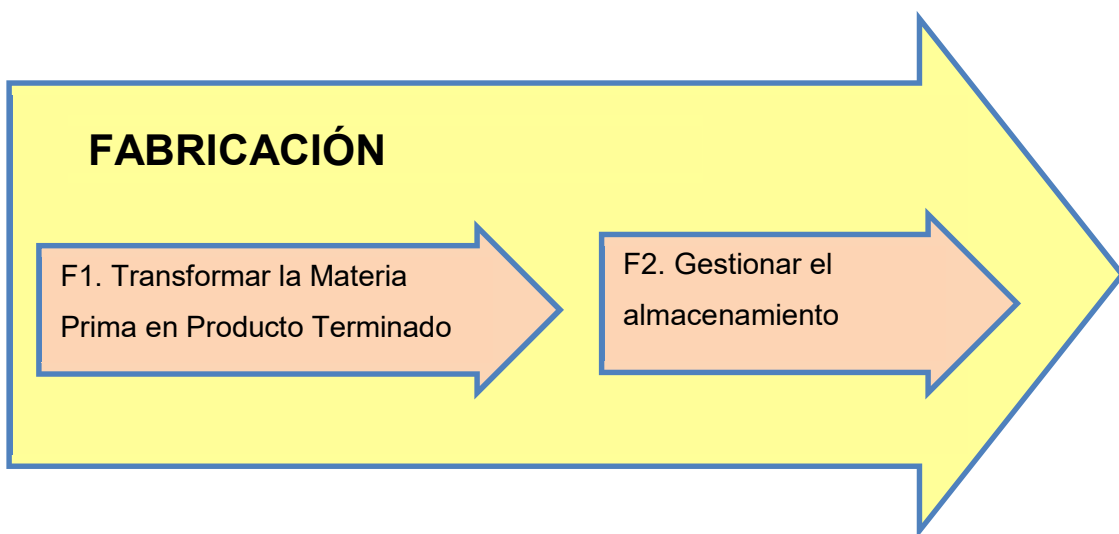 FABRICACIÓN
F1. Transformar la Materia
Prima en Producto Terminado
F2. Gestionar el
almacenamiento